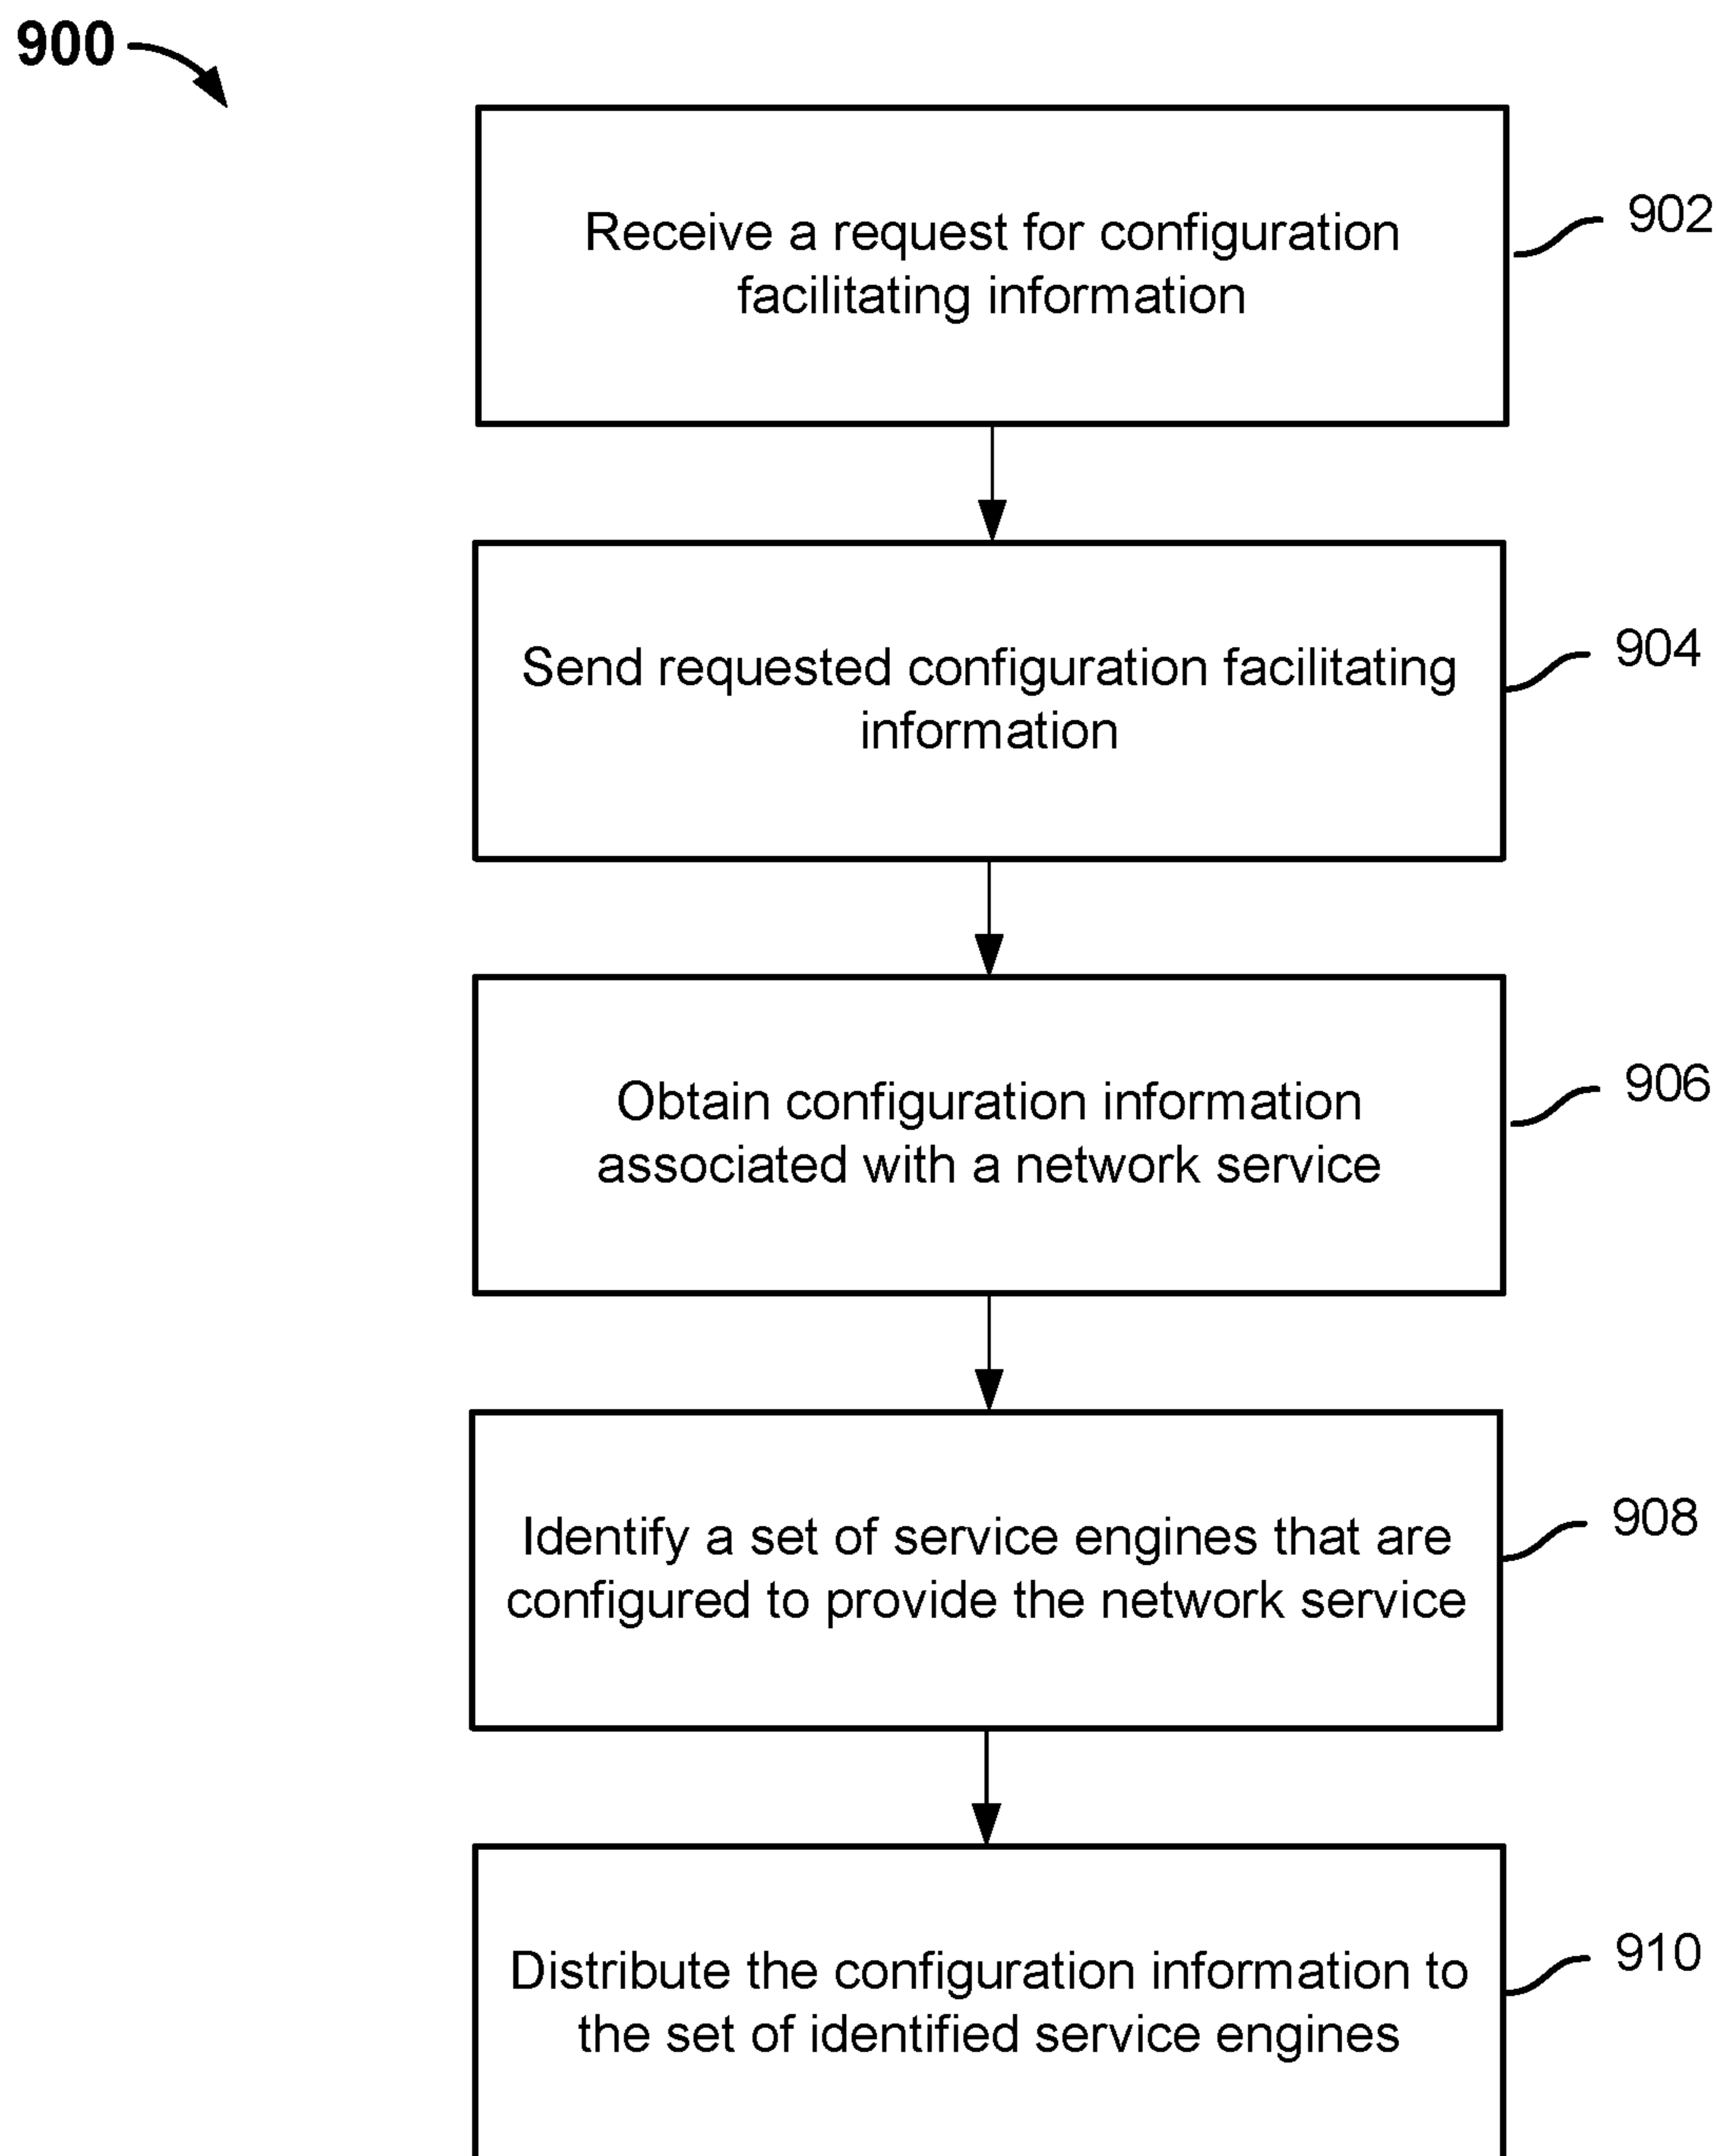 900
Receive a request for configuration
facilitating information
902
Send requested configuration facilitating
information
904
Obtain configuration information
associated with a network service
906
Identify a set of service engines that are
configured to provide the network service
908
Distribute the configuration information to
the set of identified service engines
910